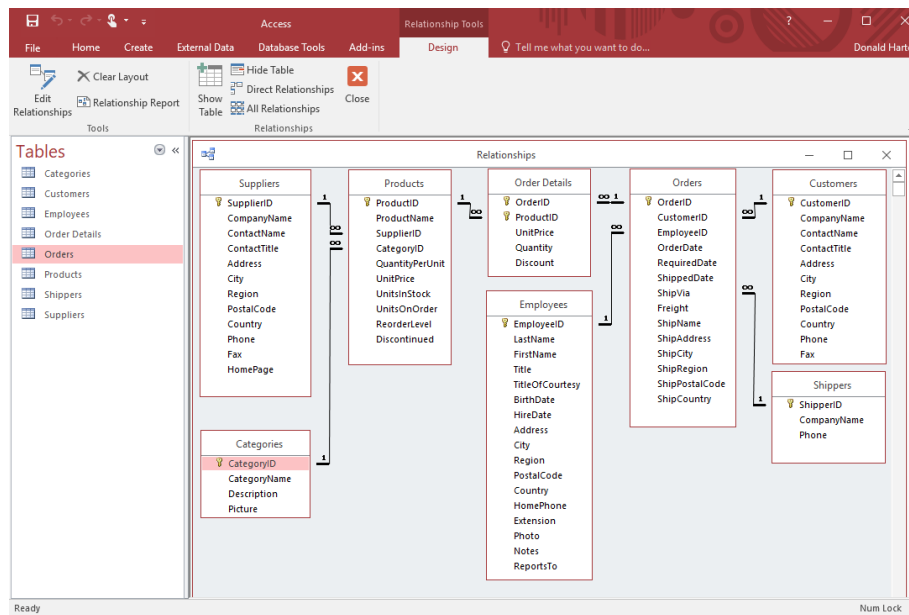 Access
Relationship Tools
?
File Home Create External Data Database Tools Add-ins Design Tell me what you want to do... Donald Harte
Edit Relationships
Clear Layout
Relationship Report
Tools
Show Table
Hide Table
Direct Relationships
All Relationships
Close
Relationships
Tables
Categories
Customers
Employees
Order Details
Orders
Products
Shippers
Suppliers
Relationships
Suppliers
SupplierID
CompanyName
ContactName
ContactTitle
Address
City
Region
PostalCode
Country
Phone
Fax
HomePage
1
∞
Products
ProductID
ProductName
SupplierID
CategoryID
QuantityPerUnit
UnitPrice
UnitsInStock
UnitsOnOrder
ReorderLevel
Discontinued
1
∞
Order Details
OrderID
ProductID
UnitPrice
Quantity
Discount
∞ 1
Orders
OrderID
CustomerID
EmployeeID
OrderDate
RequiredDate
ShippedDate
ShipVia
Freight
ShipName
ShipAddress
ShipCity
ShipRegion
ShipPostalCode
ShipCountry
∞
1
Customers
CustomerID
CompanyName
ContactName
ContactTitle
Address
City
Region
PostalCode
Country
Phone
Fax
Categories
CategoryID
CategoryName
Description
Picture
1
∞
Employees
EmployeeID
LastName
FirstName
Title
TitleOfCourtesy
BirthDate
HireDate
Address
City
Region
PostalCode
Country
HomePhone
Extension
Photo
Notes
ReportsTo
1
∞
Shippers
ShipperID
CompanyName
Phone
1
∞
Ready
Num Lock